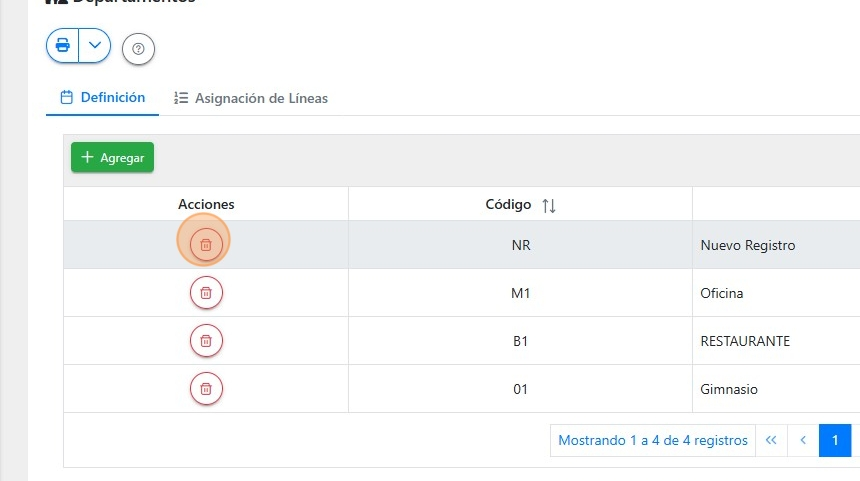 Departamentos
Definición Asignación de Líneas
Agregar
Acciones Código
NR Nuevo Registro
M1 Oficina
B1 RESTAURANTE
01 Gimnasio
Mostrando 1 a 4 de 4 registros « ‹ 1